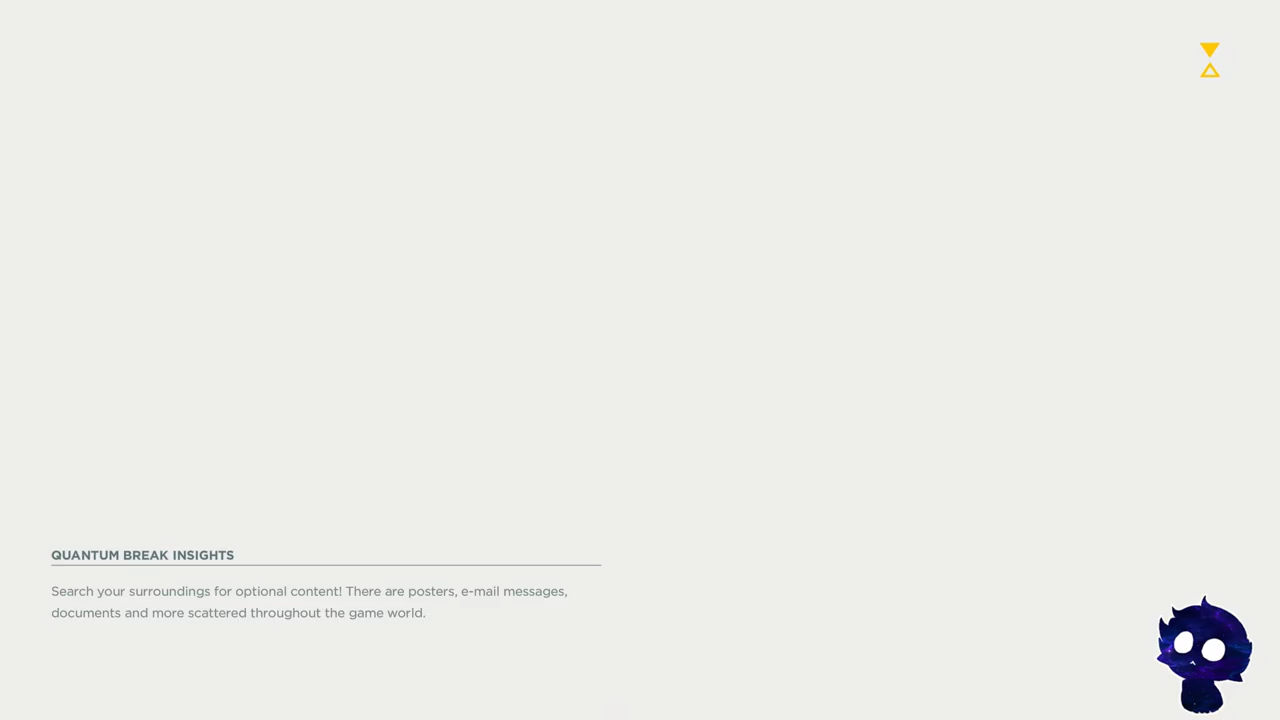 QUANTUM BREAK INSIGHTS
Search your surroundings for optional content! There are posters, e-mail messages,
documents and more scattered throughout the game world.